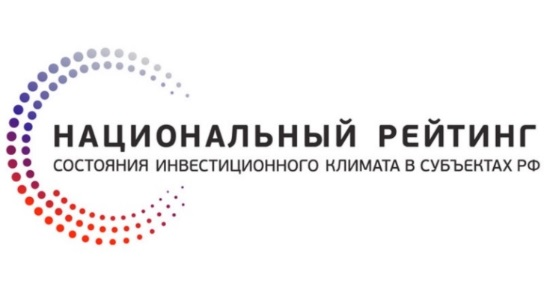 НАЦИОНАЛЬНЫЙ РЕЙТИНГ
СОСТОЯНИЯ ИНВЕСТИЦИОННОГО КЛИМАТА В СУБЪЕКТАХ РФ